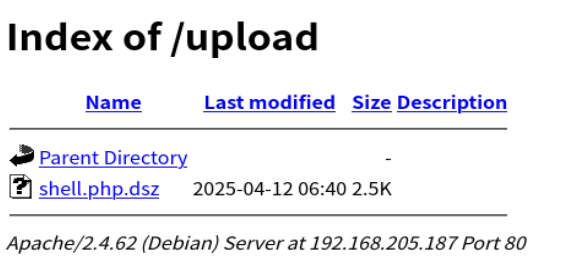 Index of /upload
Name Last modified Size Description
Parent Directory -
shell.php.dsz 2025-04-12 06:40 2.5K
Apache/2.4.62 (Debian) Server at 192.168.205.187 Port 80